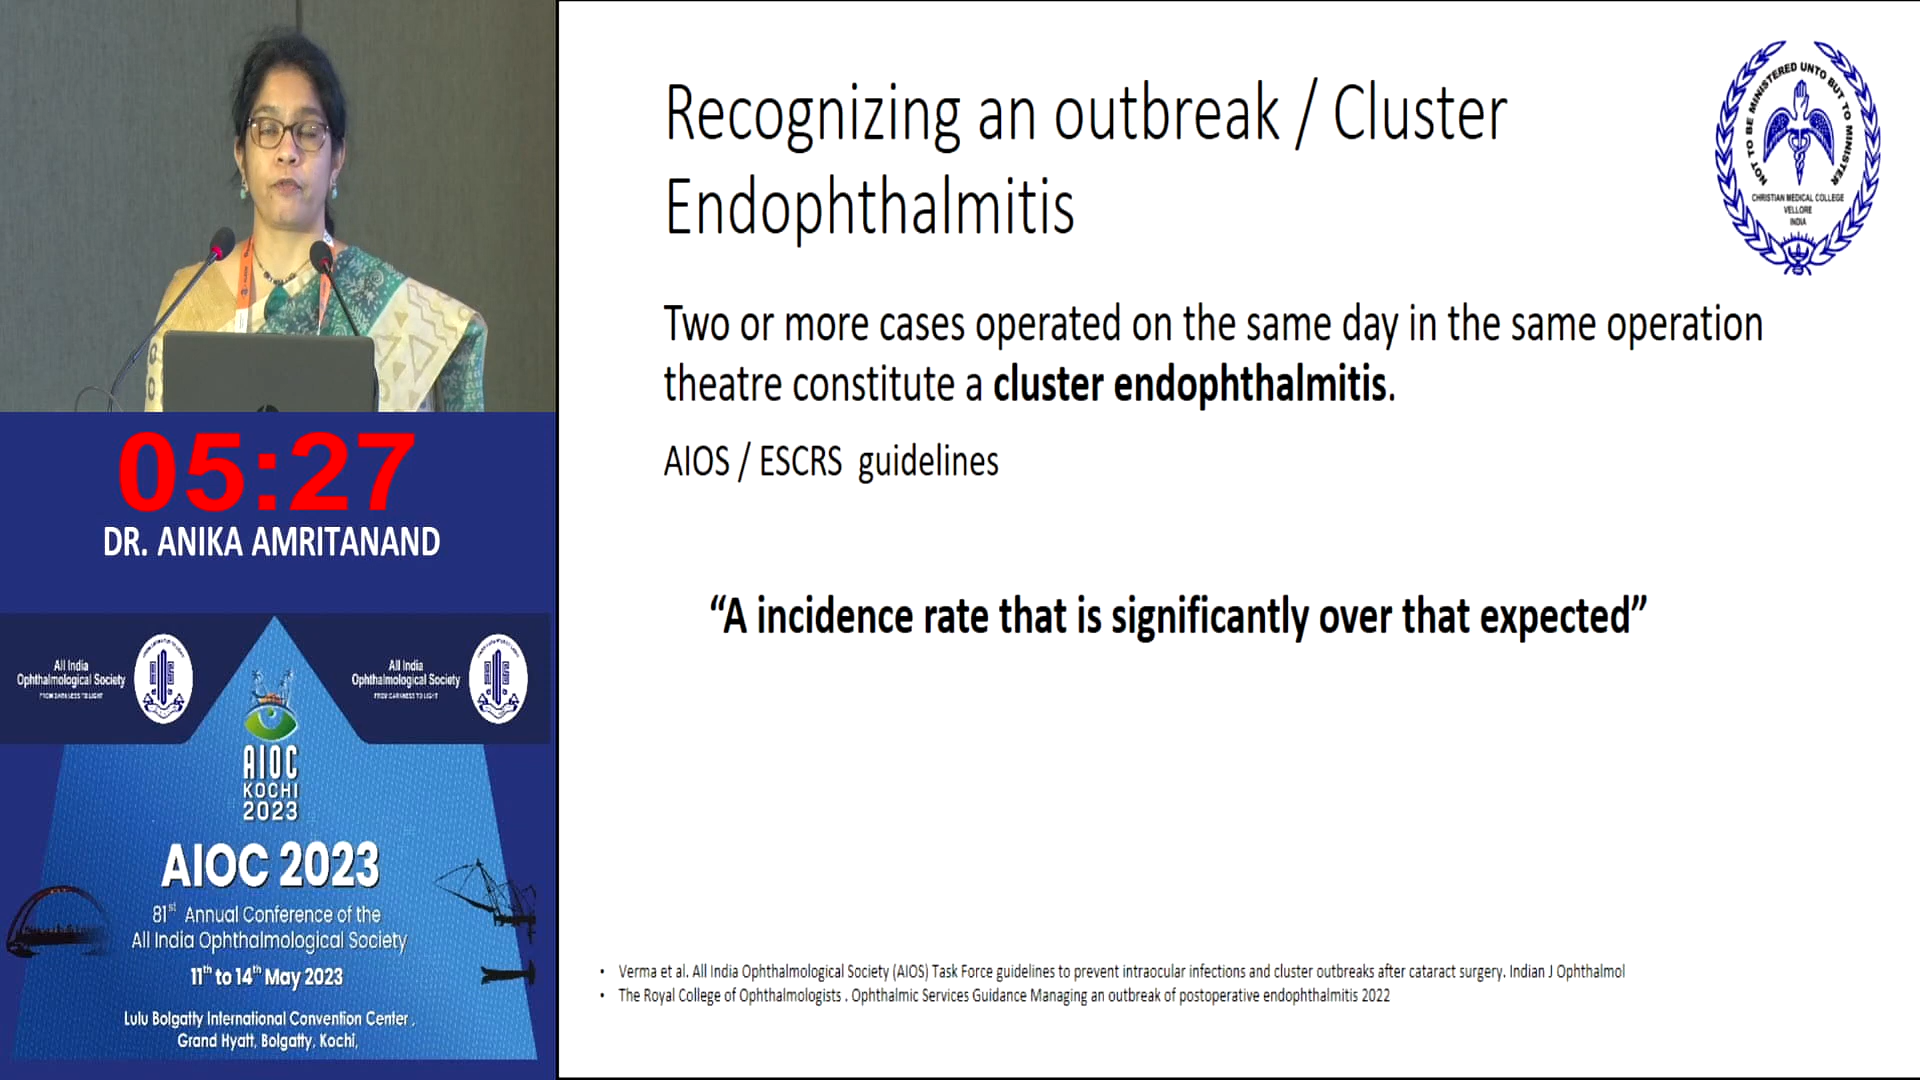 05:27
DR. ANIKA AMRITANAND
All India
Ophthalmological Society
FROM DARKNESS TO LIGHT
All India
Ophthalmological Society
FROM DARKNESS TO LIGHT
AIOC
KOCHI
2023
AIOC 2023
81st Annual Conference of the
All India Ophthalmological Society
11th to 14th May 2023
Lulu Bolgatty International Convention Center ,
Grand Hyatt, Bolgatty, Kochi,
Recognizing an outbreak / Cluster
Endophthalmitis
NOT TO BE MINISTERED UNTO BUT TO MINISTER
CHRISTIAN MEDICAL COLLEGE
VELLORE
INDIA
Two or more cases operated on the same day in the same operation
theatre constitute a cluster endophthalmitis.
AIOS / ESCRS guidelines
“A incidence rate that is significantly over that expected”
• Verma et al. All India Ophthalmological Society (AIOS) Task Force guidelines to prevent intraocular infections and cluster outbreaks after cataract surgery. Indian J Ophthalmol
• The Royal College of Ophthalmologists . Ophthalmic Services Guidance Managing an outbreak of postoperative endophthalmitis 2022